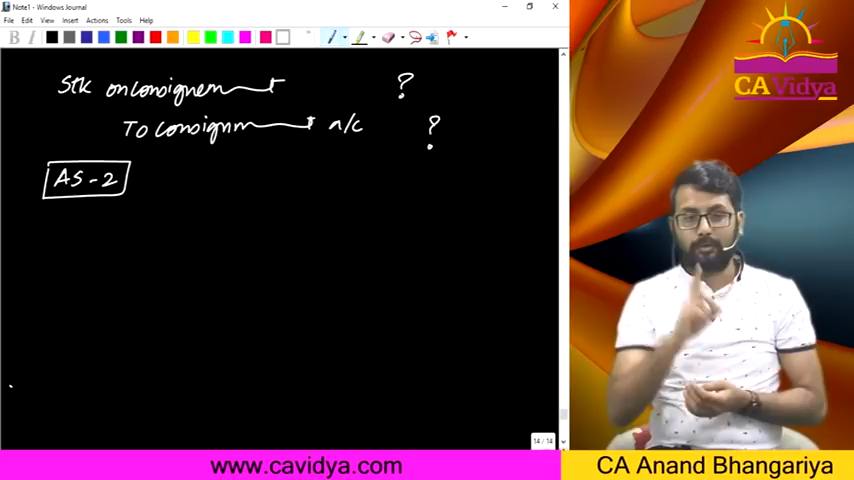 Note1 - Windows Journal
File Edit View Insert Actions Tools Help
B I
Stk on consignment ?
To consignment a/c ?
AS-2
14 / 14
CA Vidya
www.cavidya.com
CA Anand Bhangariya